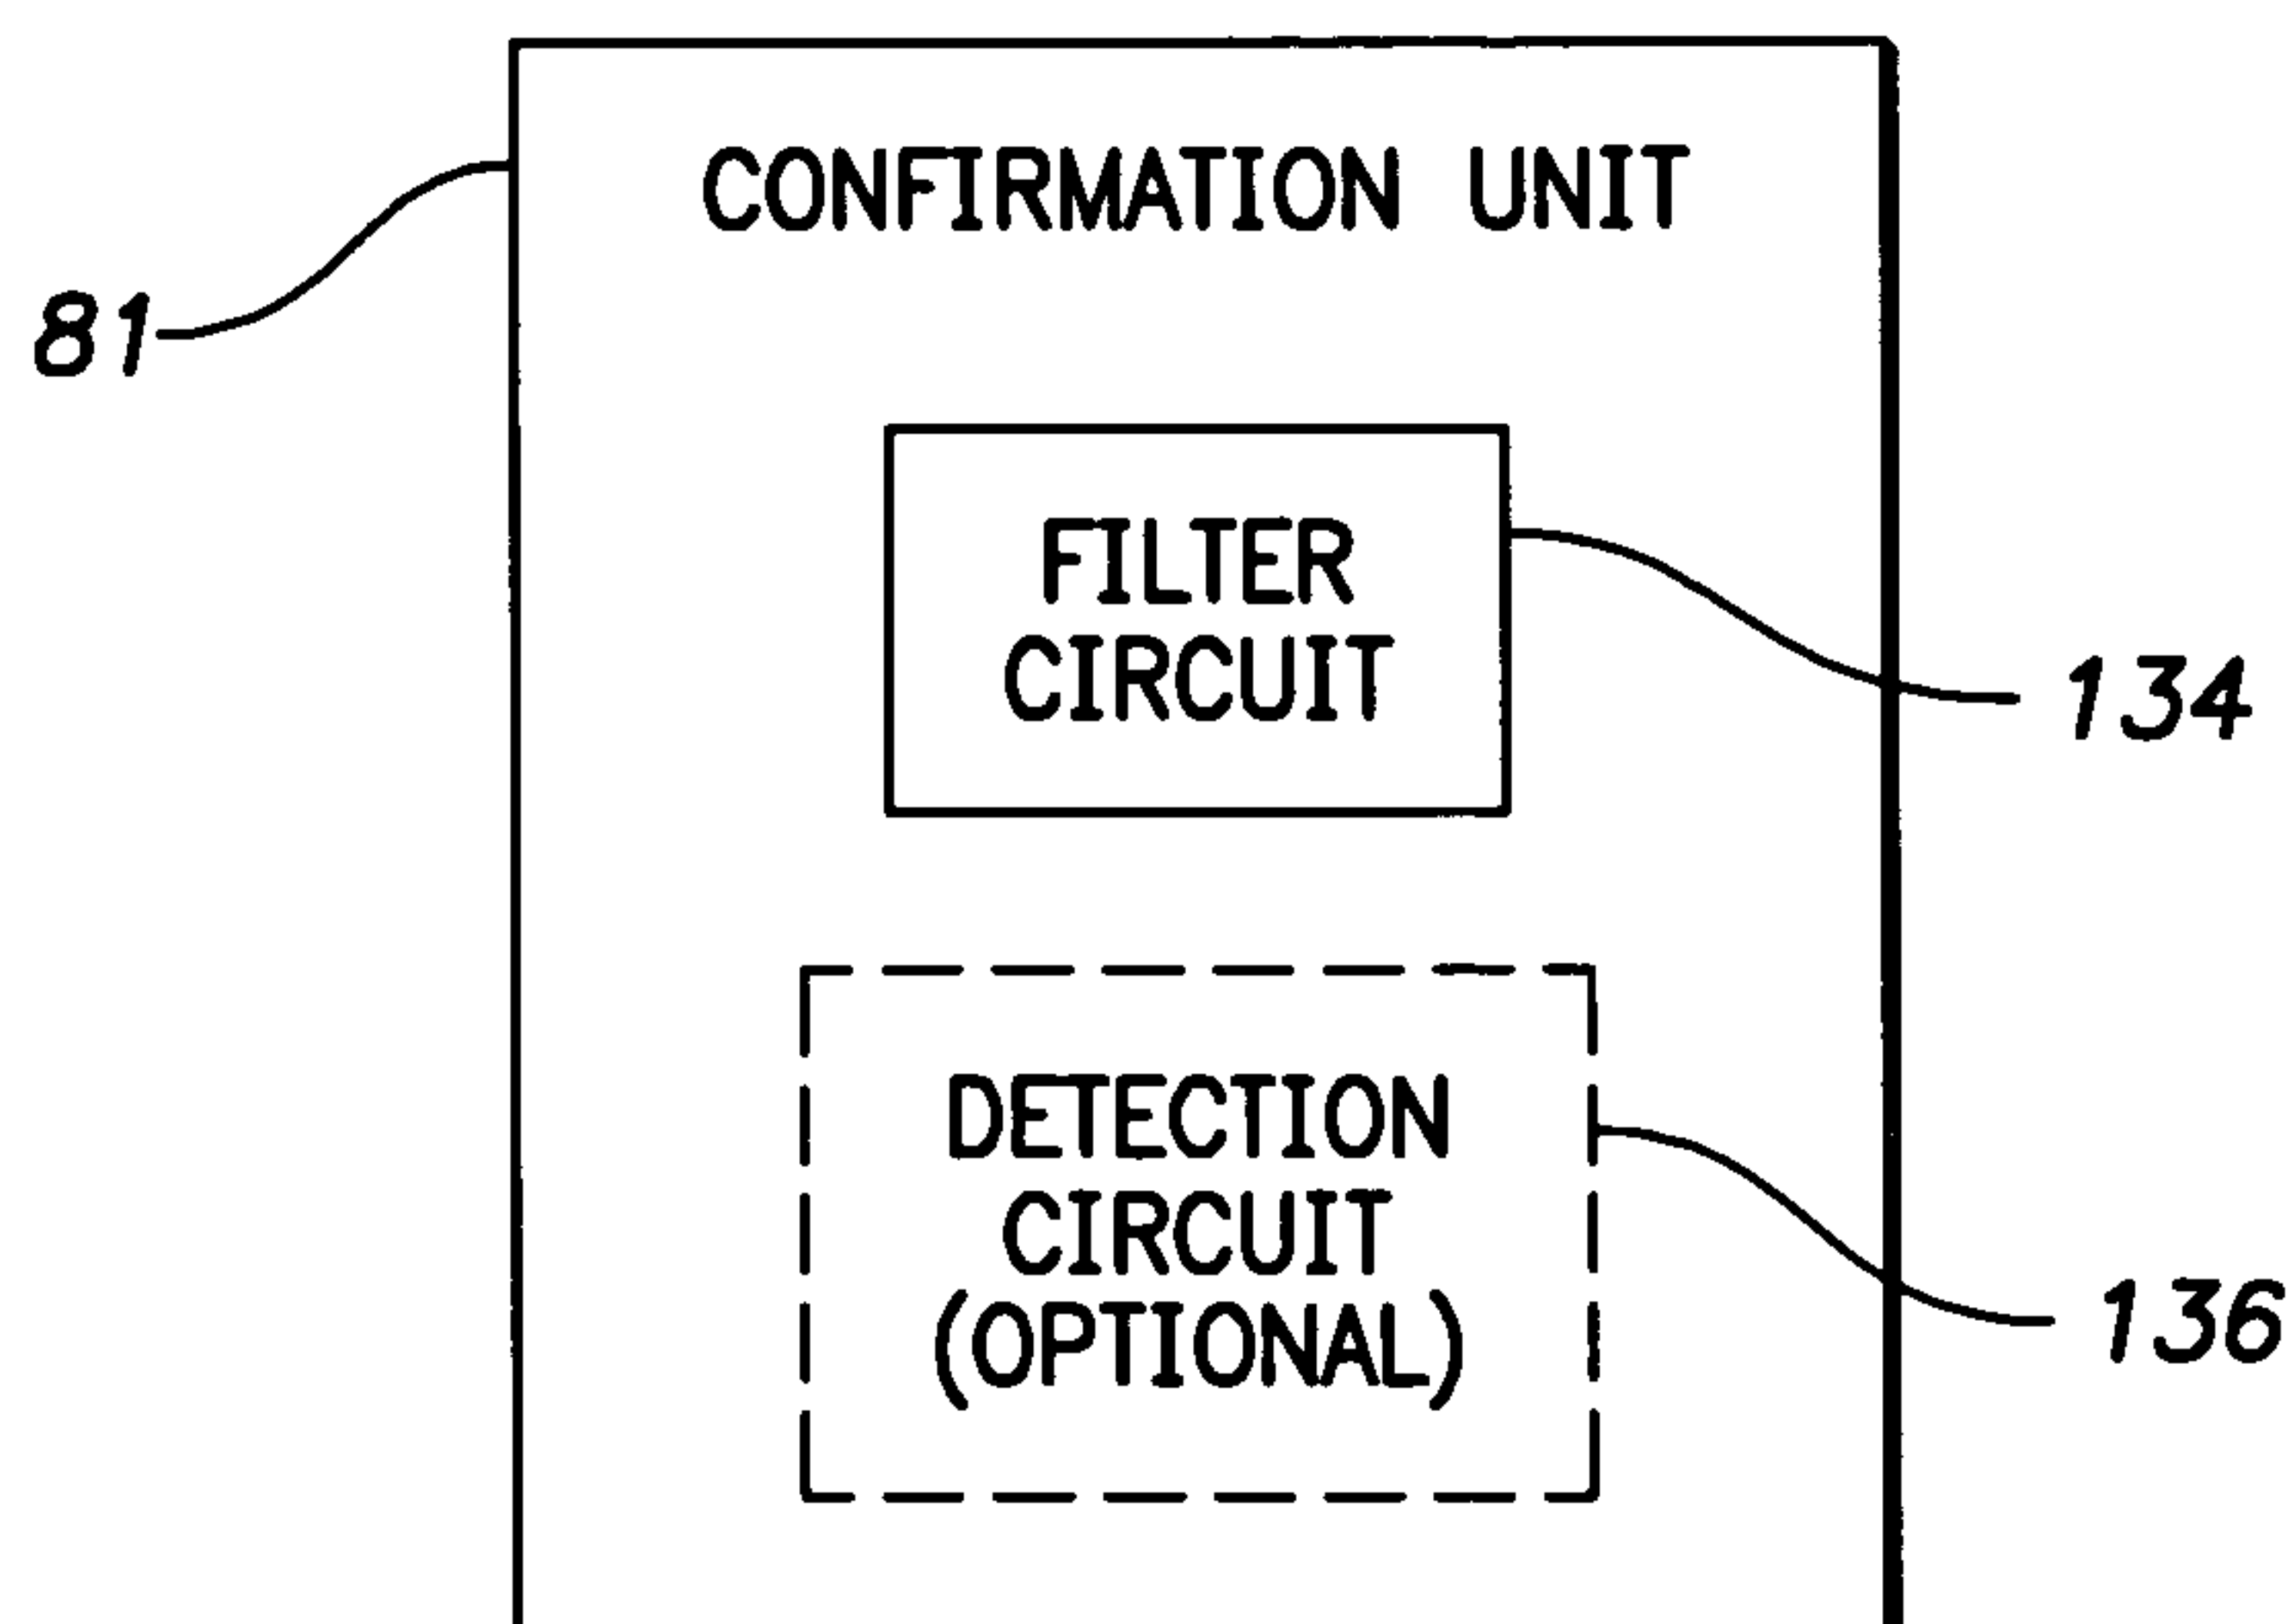 CONFIRMATION UNIT
81
FILTER
CIRCUIT
134
DETECTION
CIRCUIT
(OPTIONAL)
136